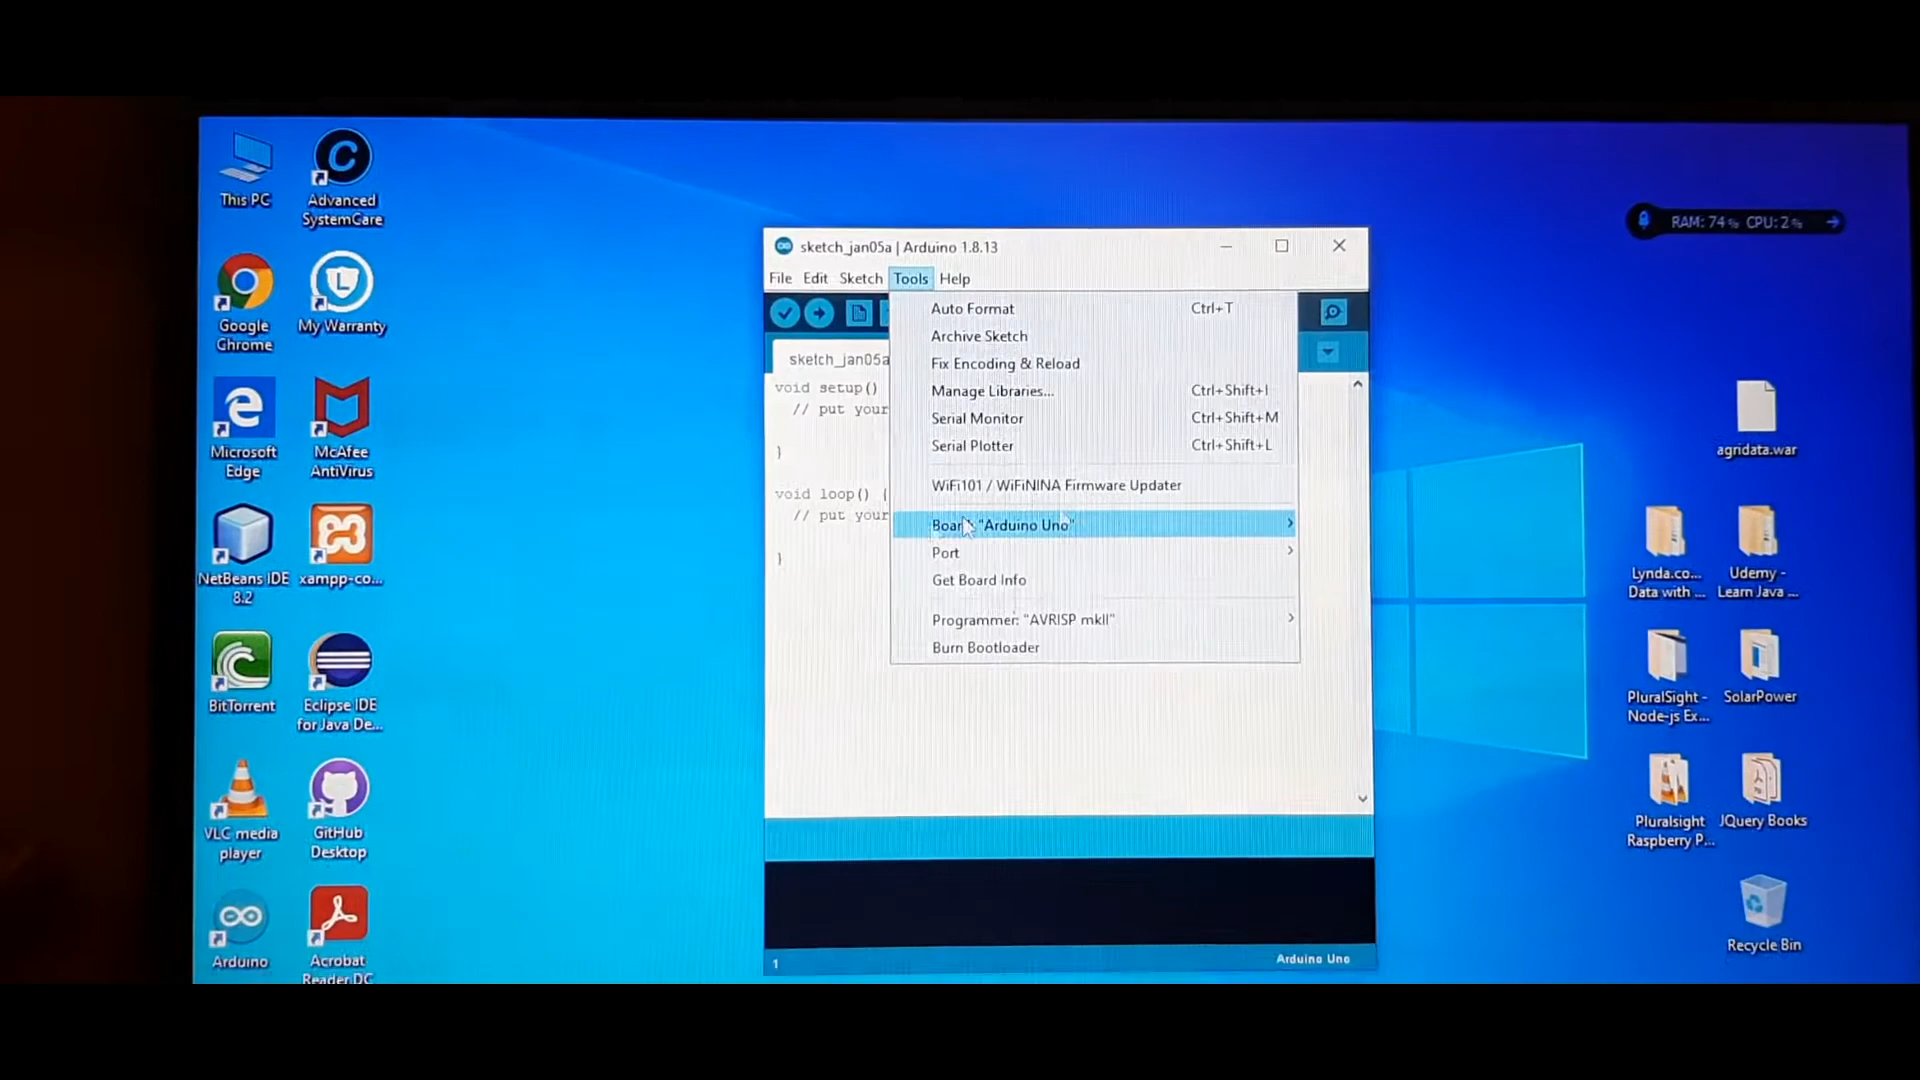 This PC
Advanced
SystemCare
Google
Chrome
My Warranty
Microsoft
Edge
McAfee
AntiVirus
NetBeans IDE
8.2
xampp-co...
BitTorrent
Eclipse IDE
for Java De...
VLC media
player
GitHub
Desktop
Arduino
Acrobat
Reader DC
sketch_jan05a | Arduino 1.8.13
File Edit Sketch Tools Help
sketch_jan05a
void setup()
// put your
}
void loop() {
// put your
}
Auto Format Ctrl+T
Archive Sketch
Fix Encoding & Reload
Manage Libraries... Ctrl+Shift+I
Serial Monitor Ctrl+Shift+M
Serial Plotter Ctrl+Shift+L
WiFi101 / WiFiNINA Firmware Updater
Board: "Arduino Uno"
Port
Get Board Info
Programmer: "AVRISP mkII"
Burn Bootloader
1
Arduino Uno
RAM: 74% CPU: 2%
agridata.war
Lynda.co...
Data with ...
Udemy -
Learn Java ...
PluralSight -
Node-js Ex...
SolarPower
Pluralsight
Raspberry P...
JQuery Books
Recycle Bin